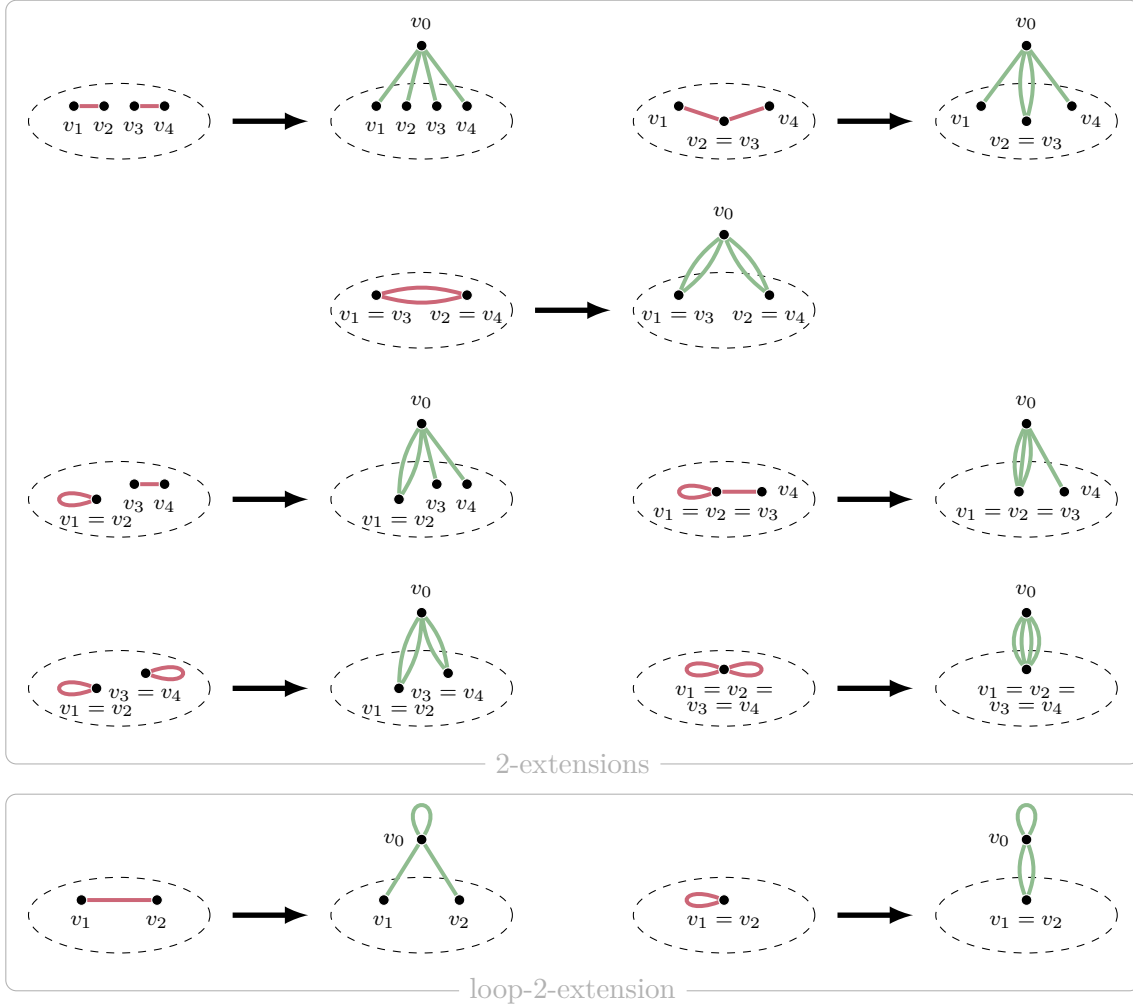 v₀ v₀
v₁ v₂ v₃ v₄ v₁ v₂ v₃ v₄ v₁ v₄ v₁ v₄
v₂ = v₃ v₂ = v₃
v₀
v₁ = v₃ v₂ = v₄ v₁ = v₃ v₂ = v₄
v₀ v₀
v₄ v₄
v₃ v₄ v₃ v₄
v₁ = v₂ v₁ = v₂ v₁ = v₂ = v₃ v₁ = v₂ = v₃
v₀ v₀
v₃ = v₄ v₃ = v₄ v₁ = v₂ = v₁ = v₂ =
v₁ = v₂ v₁ = v₂ v₃ = v₄ v₃ = v₄
2-extensions
v₀ v₀
v₁ v₂ v₁ v₂ v₁ = v₂ v₁ = v₂
loop-2-extension